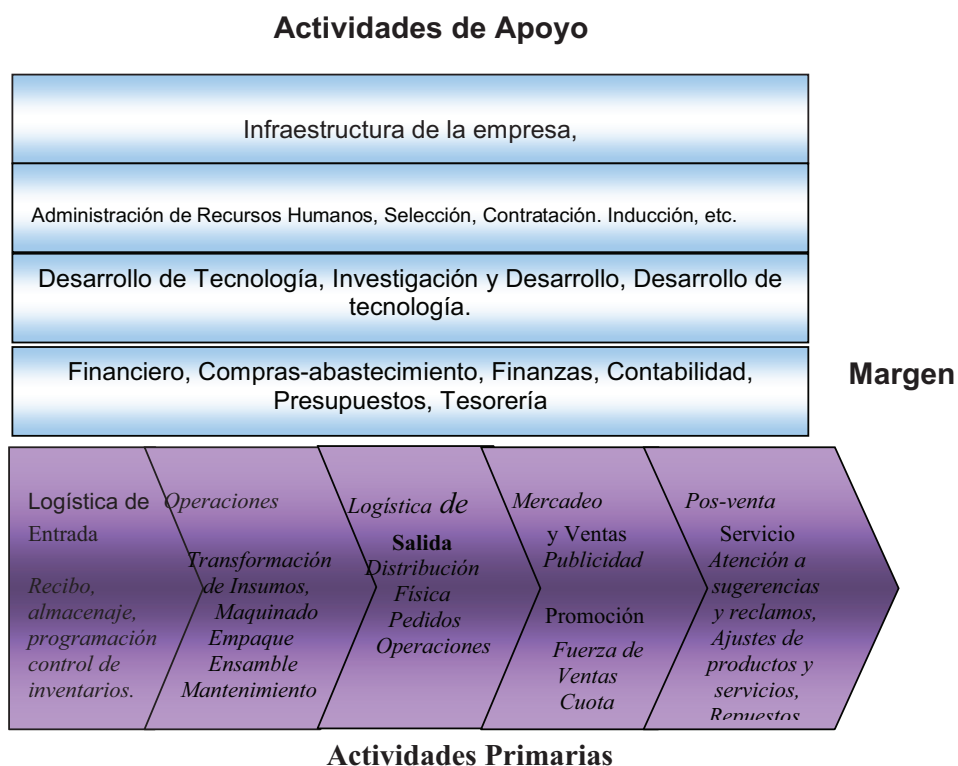 Actividades de Apoyo
Infraestructura de la empresa,
Administración de Recursos Humanos, Selección, Contratación. Inducción, etc.
Desarrollo de Tecnología, Investigación y Desarrollo, Desarrollo de
tecnología.
Financiero, Compras-abastecimiento, Finanzas, Contabilidad,
Presupuestos, Tesorería
Margen
Logística de
Entrada
Recibo,
almacenaje,
programación
control de
inventarios.
Operaciones
Transformación
de Insumos,
Maquinado
Empaque
Ensamble
Mantenimiento
Logística de
Salida
Distribución
Física
Pedidos
Operaciones
Mercadeo
y Ventas
Publicidad
Promoción
Fuerza de
Ventas
Cuota
Pos-venta
Servicio
Atención a
sugerencias
y reclamos,
Ajustes de
productos y
servicios,
Repuestos
Actividades Primarias